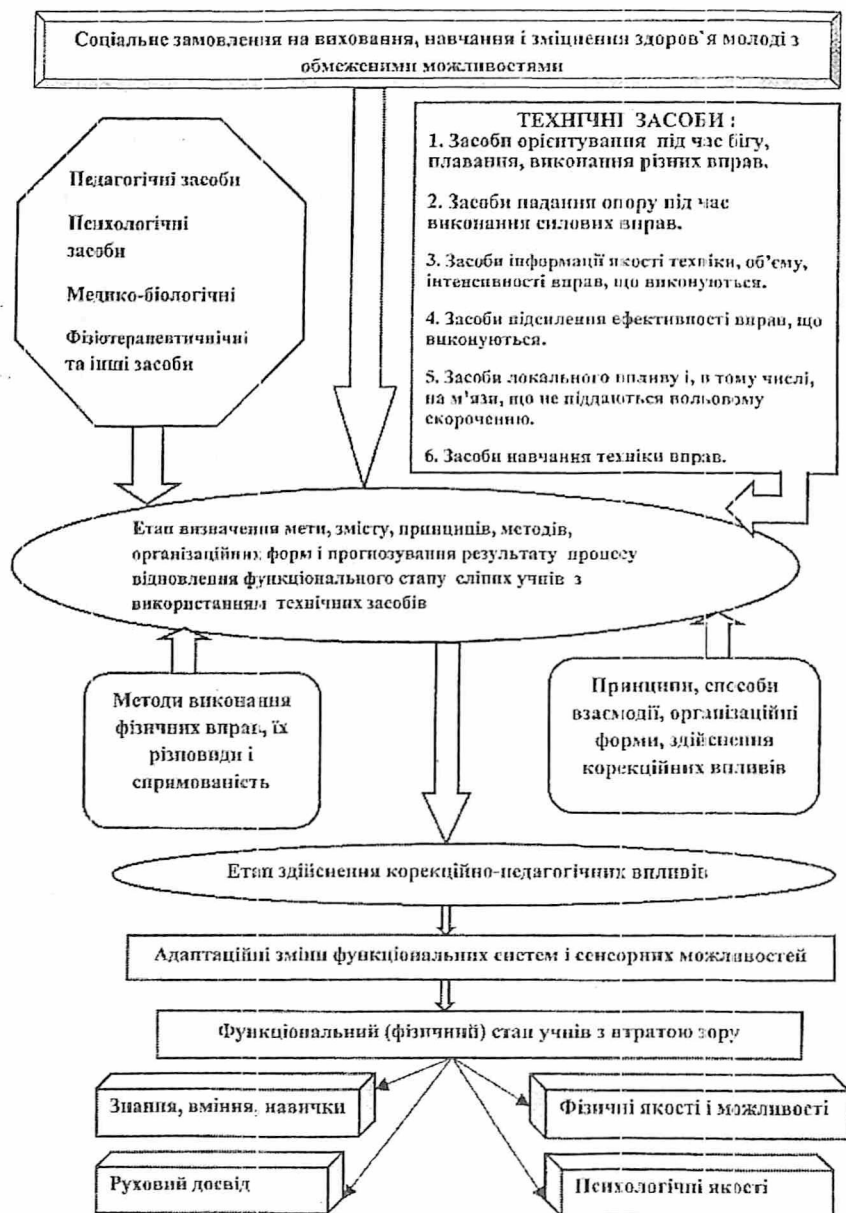 Соціальне замовлення на виховання, навчання і зміцнення здоров'я молоді з
обмеженими можливостями
Педагогічні засоби
Психологічні
засоби
Медико-біологічні
Фізіотерапевтичнічні
та інші засоби
ТЕХНІЧНІ ЗАСОБИ :
1. Засоби орієнтування під час бігу,
плавання, виконання різних вправ.
2. Засоби надання опору під час
виконання силових вправ.
3. Засоби інформації якості техніки, об'єму,
інтенсивності вправ, що виконуються.
4. Засоби підсилення ефективності вправ, що
виконуються.
5. Засоби локального впливу і, в тому числі,
на м'язи, що не піддаються вольовому
скороченню.
6. Засоби навчання техніки вправ.
Етап визначення мети, змісту, принципів, методів,
організаційних форм і прогнозування результату процесу
відновлення функціонального стану сліпих учнів з
використанням технічних засобів
Методи виконання
фізичних вправ, їх
різновиди і
спрямованість
Принципи, способи
взаємодії, організаційні
форми, здійснення
корекційних впливів
Етап здійснення корекційно-педагогічних впливів
Адаптаційні зміни функціональних систем і сенсорних можливостей
Функціональний (фізичний) стан учнів з втратою зору
Знання, вміння, навички
Фізичні якості і можливості
Руховий досвід
Психологічні якості